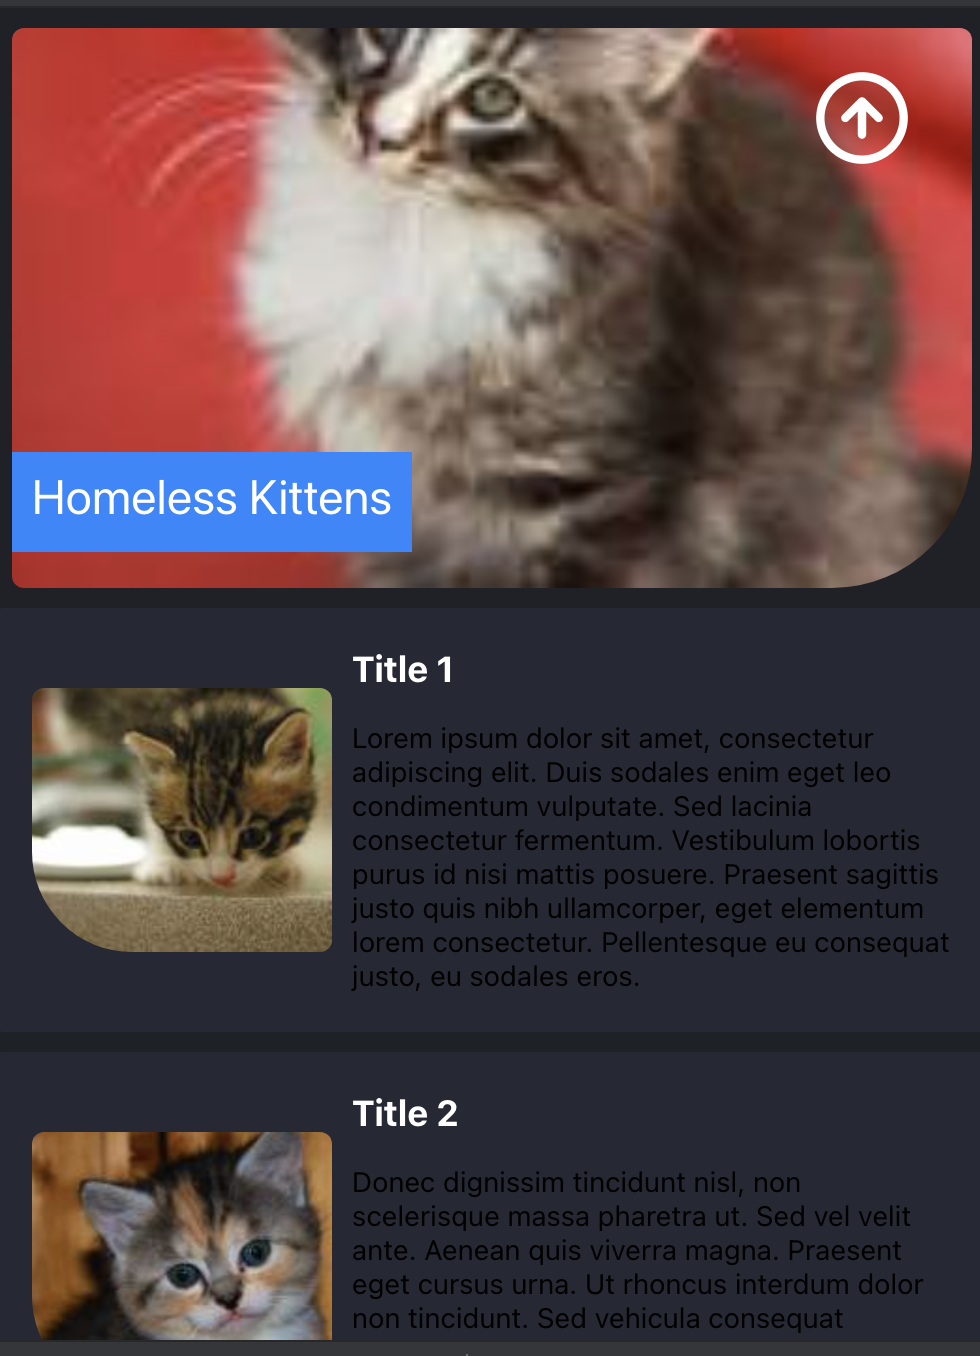 Homeless Kittens
Title 1
Lorem ipsum dolor sit amet, consectetur
adipiscing elit. Duis sodales enim eget leo
condimentum vulputate. Sed lacinia
consectetur fermentum. Vestibulum lobortis
purus id nisi mattis posuere. Praesent sagittis
justo quis nibh ullamcorper, eget elementum
lorem consectetur. Pellentesque eu consequat
justo, eu sodales eros.
Title 2
Donec dignissim tincidunt nisl, non
scelerisque massa pharetra ut. Sed vel velit
ante. Aenean quis viverra magna. Praesent
eget cursus urna. Ut rhoncus interdum dolor
non tincidunt. Sed vehicula consequat